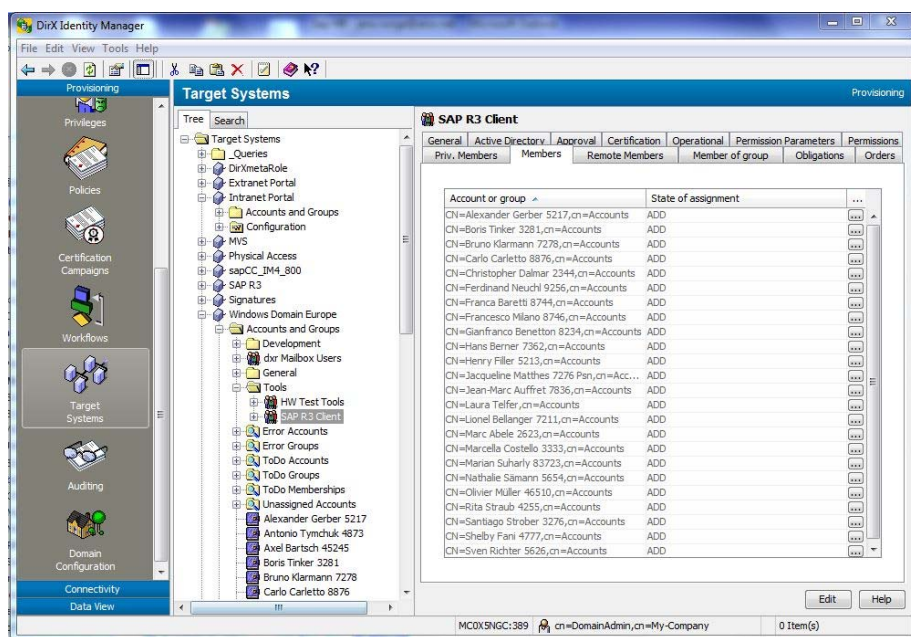 DirX Identity Manager
File Edit View Tools Help
Provisioning
Privileges
Policies
Certification
Campaigns
Workflows
Target
Systems
Auditing
Domain
Configuration
Connectivity
Data View
Target Systems
Provisioning
Tree Search
Target Systems
_Queries
DirXmetaRole
Extranet Portal
Intranet Portal
Accounts and Groups
Configuration
MVS
Physical Access
sapCC_IM4_800
SAP R3
Signatures
Windows Domain Europe
Accounts and Groups
Development
dxr Mailbox Users
General
Tools
HW Test Tools
SAP R3 Client
Error Accounts
Error Groups
ToDo Accounts
ToDo Groups
ToDo Memberships
Unassigned Accounts
Alexander Gerber 5217
Antonio Tymchuk 4873
Axel Bartsch 45245
Boris Tinker 3281
Bruno Klarmann 7278
Carlo Carletto 8876
SAP R3 Client
General Active Directory Approval Certification Operational Permission Parameters Permissions
Priv. Members Members Remote Members Member of group Obligations Orders
Account or group State of assignment ...
CN=Alexander Gerber 5217,cn=Accounts ADD ...
CN=Boris Tinker 3281,cn=Accounts ADD ...
CN=Bruno Klarmann 7278,cn=Accounts ADD ...
CN=Carlo Carletto 8876,cn=Accounts ADD ...
CN=Christopher Dalmar 2344,cn=Accounts ADD ...
CN=Ferdinand Neuchl 9256,cn=Accounts ADD ...
CN=Franca Baretti 8744,cn=Accounts ADD ...
CN=Francesco Milano 8746,cn=Accounts ADD ...
CN=Gianfranco Benetton 8234,cn=Accounts ADD ...
CN=Hans Berner 7362,cn=Accounts ADD ...
CN=Henry Filler 5213,cn=Accounts ADD ...
CN=Jacqueline Matthes 7276 Psn,cn=Acc... ADD ...
CN=Jean-Marc Auffret 7836,cn=Accounts ADD ...
CN=Laura Telfer,cn=Accounts ADD ...
CN=Lionel Bellanger 7211,cn=Accounts ADD ...
CN=Marc Abele 2623,cn=Accounts ADD ...
CN=Marcella Costello 3333,cn=Accounts ADD ...
CN=Marian Suharly 83723,cn=Accounts ADD ...
CN=Nathalie Sämann 5654,cn=Accounts ADD ...
CN=Olivier Müller 46510,cn=Accounts ADD ...
CN=Rita Straub 4255,cn=Accounts ADD ...
CN=Santiago Strober 3276,cn=Accounts ADD ...
CN=Shelby Fani 4777,cn=Accounts ADD ...
CN=Sven Richter 5626,cn=Accounts ADD ...
Edit Help
MC0X5NGC:389 cn=DomainAdmin,cn=My-Company 0 Item(s)